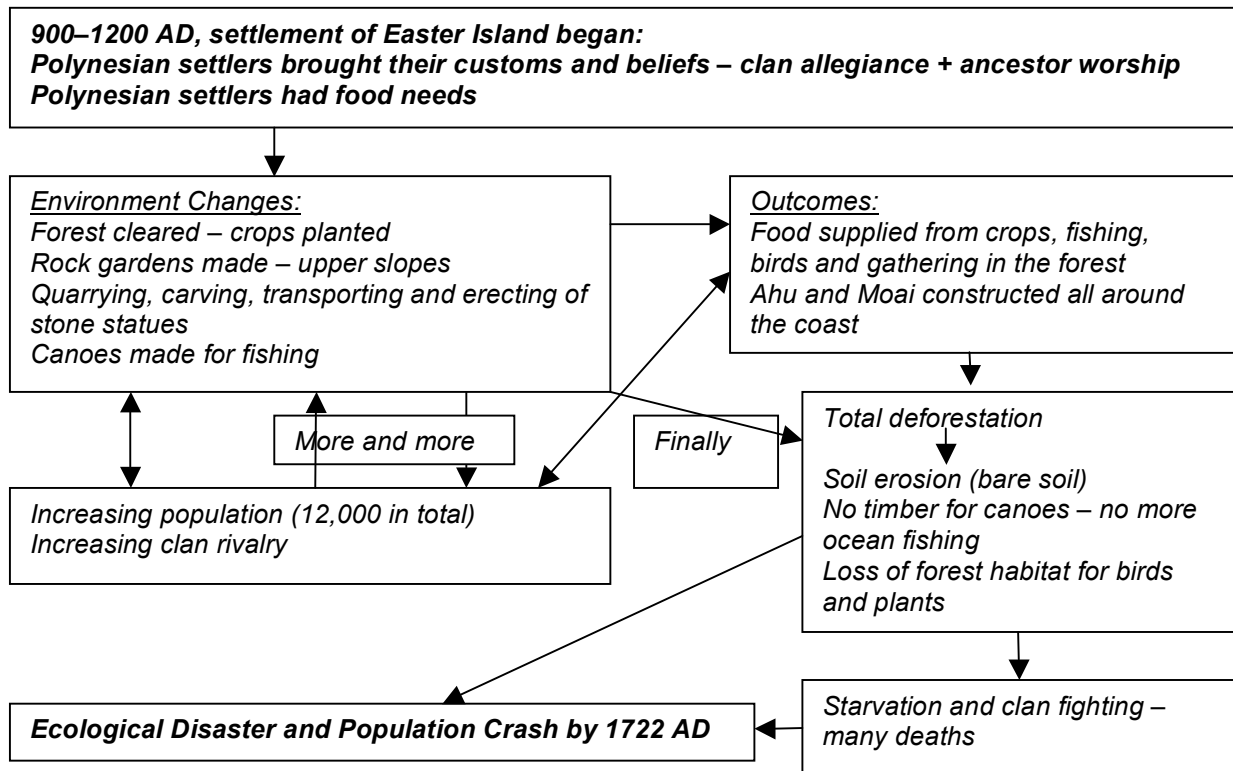 900–1200 AD, settlement of Easter Island began:
Polynesian settlers brought their customs and beliefs – clan allegiance + ancestor worship
Polynesian settlers had food needs
Environment Changes:
Forest cleared – crops planted
Rock gardens made – upper slopes
Quarrying, carving, transporting and erecting of
stone statues
Canoes made for fishing
Outcomes:
Food supplied from crops, fishing,
birds and gathering in the forest
Ahu and Moai constructed all around
the coast
More and more
Finally
Total deforestation
Soil erosion (bare soil)
No timber for canoes – no more
ocean fishing
Loss of forest habitat for birds
and plants
Increasing population (12,000 in total)
Increasing clan rivalry
Starvation and clan fighting –
many deaths
Ecological Disaster and Population Crash by 1722 AD